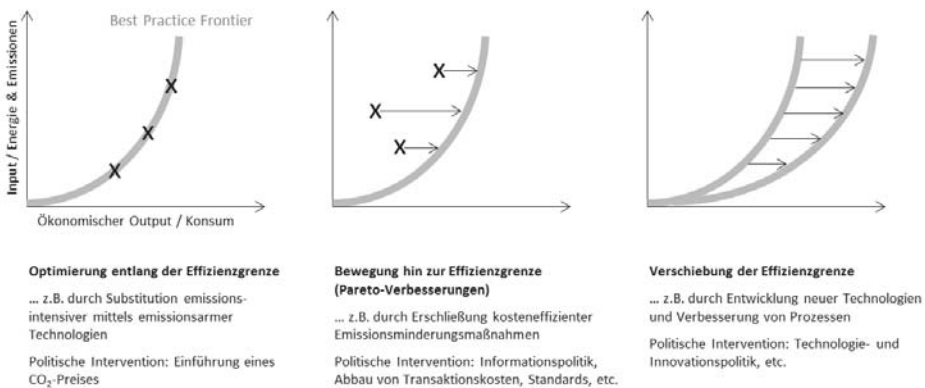 Best Practice Frontier
Input / Energie & Emissionen
X
X
X
Ökonomischer Output / Konsum
X
X
X
Optimierung entlang der Effizienzgrenze
... z.B. durch Substitution emissions-
intensiver mittels emissionsarmer
Technologien
Politische Intervention: Einführung eines
CO₂-Preises
Bewegung hin zur Effizienzgrenze
(Pareto-Verbesserungen)
... z.B. durch Erschließung kosteneffizienter
Emissionsminderungsmaßnahmen
Politische Intervention: Informationspolitik,
Abbau von Transaktionskosten, Standards, etc.
Verschiebung der Effizienzgrenze
... z.B. durch Entwicklung neuer Technologien
und Verbesserung von Prozessen
Politische Intervention: Technologie- und
Innovationspolitik, etc.